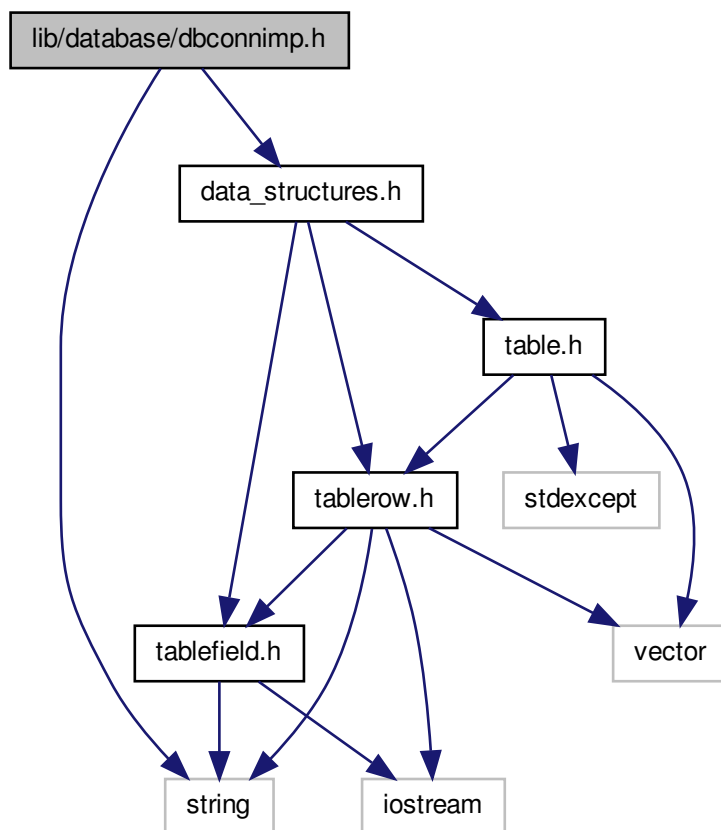 lib/database/dbconnimp.h
data_structures.h
table.h
tablerow.h
stdexcept
tablefield.h
vector
string
iostream